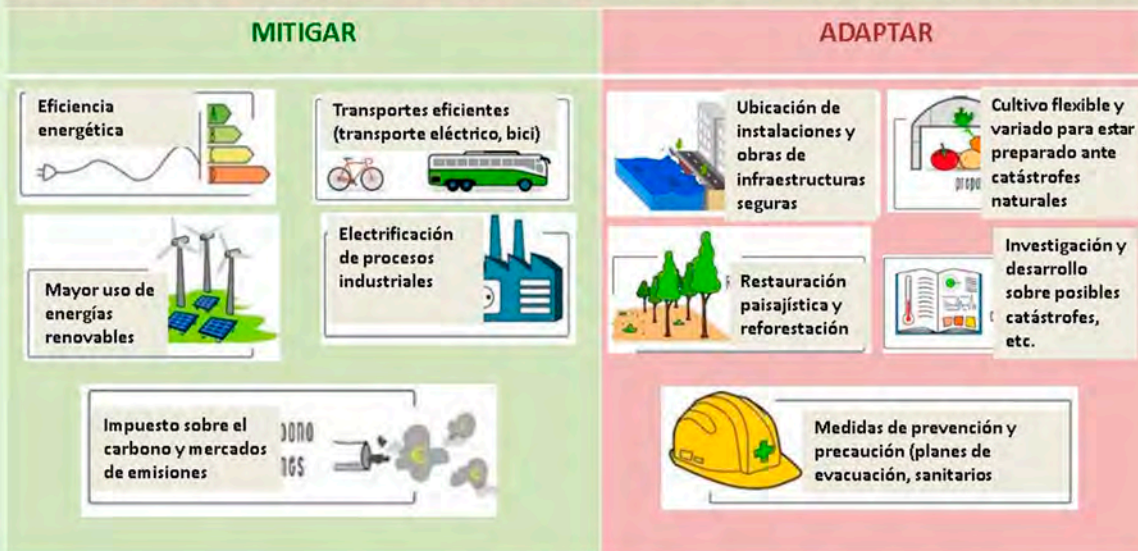 MITIGAR
Eficiencia
energética
Transportes eficientes
(transporte eléctrico, bici)
Mayor uso de
energías
renovables
Electrificación
de procesos
industriales
Impuesto sobre el
carbono y mercados
de emisiones
ADAPTAR
Ubicación de
instalaciones y
obras de
infraestructuras
seguras
Cultivo flexible y
variado para estar
preparado ante
catástrofes
naturales
Restauración
paisajística y
reforestación
Investigación y
desarrollo
sobre posibles
catástrofes,
etc.
Medidas de prevención y
precaución (planes de
evacuación, sanitarios